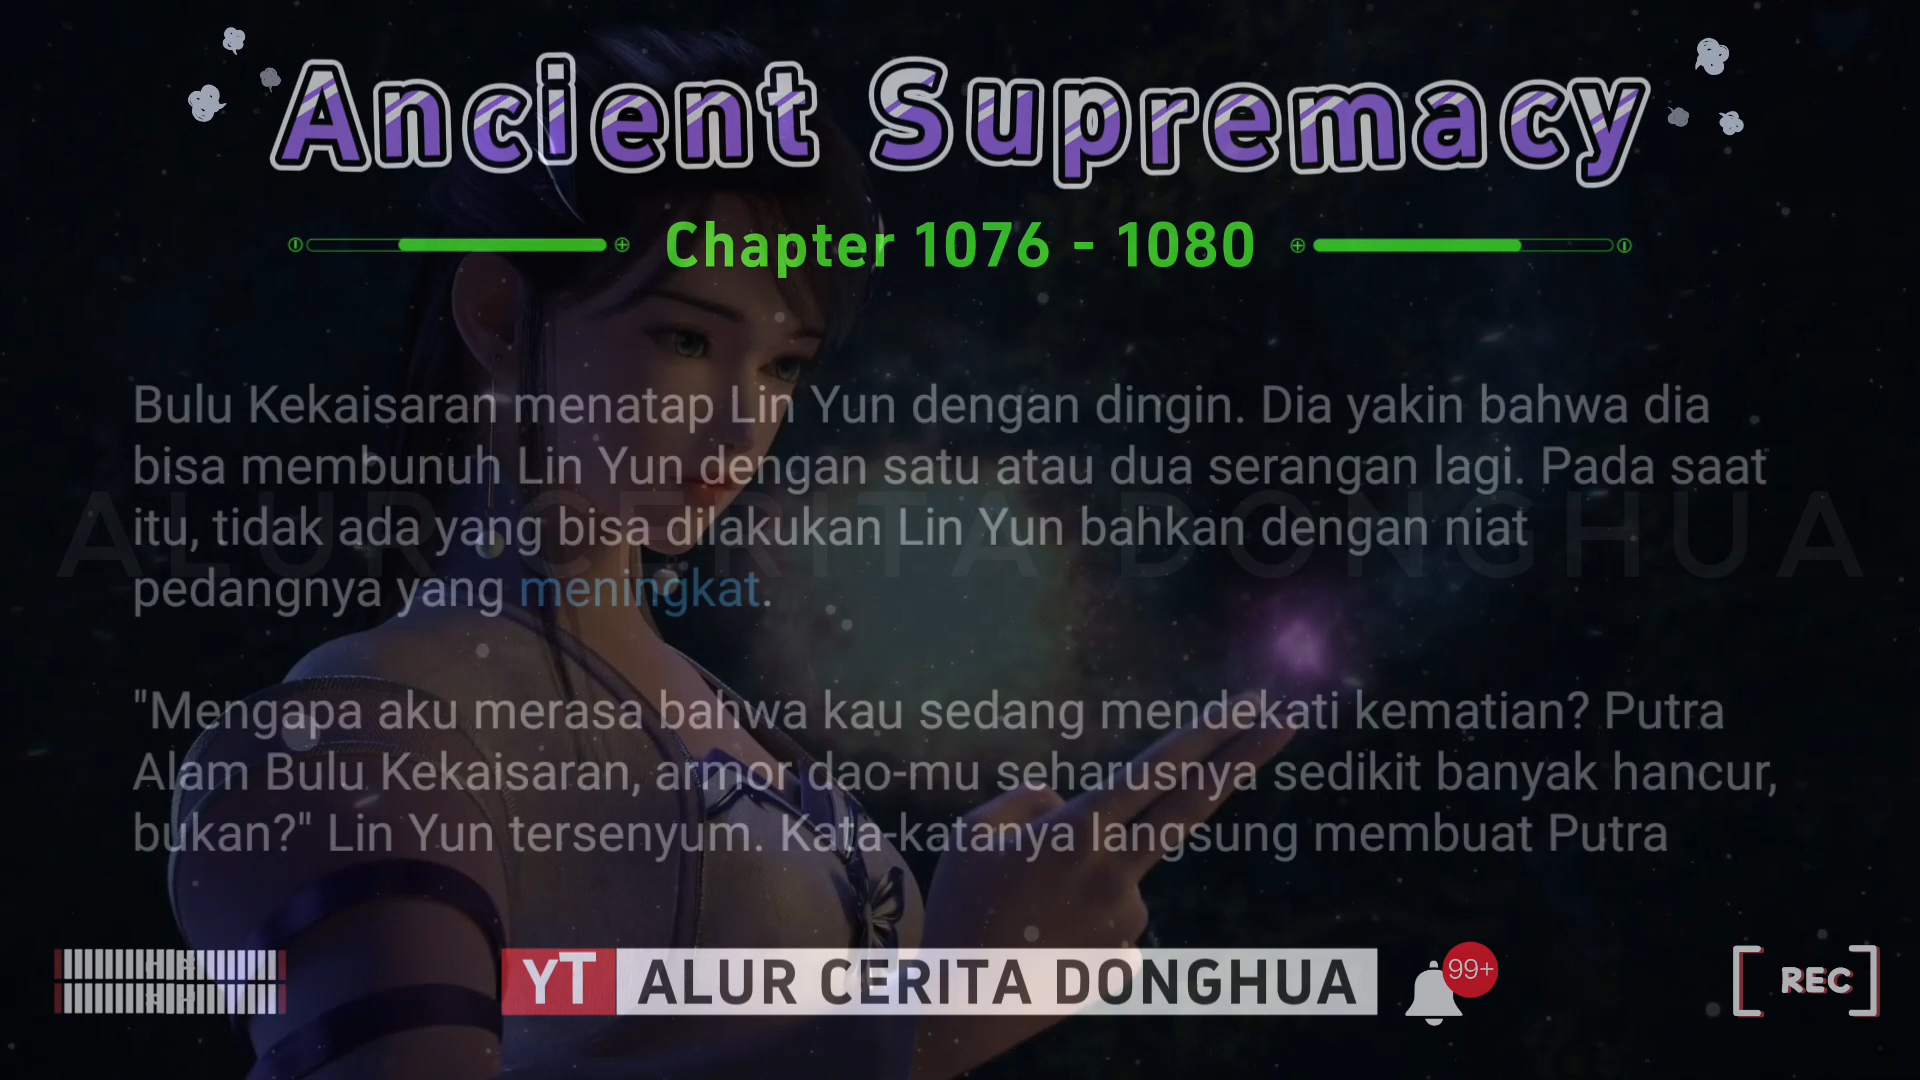 Ancient Supremacy
Chapter 1076 - 1080
Bulu Kekaisaran menatap Lin Yun dengan dingin. Dia yakin bahwa dia
bisa membunuh Lin Yun dengan satu atau dua serangan lagi. Pada saat
ALUR CERITA DONGHUA
itu, tidak ada yang bisa dilakukan Lin Yun bahkan dengan niat
pedangnya yang meningkat.
"Mengapa aku merasa bahwa kau sedang mendekati kematian? Putra
Alam Bulu Kekaisaran, armor dao-mu seharusnya sedikit banyak hancur,
bukan?" Lin Yun tersenyum. Kata-katanya langsung membuat Putra
YT ALUR CERITA DONGHUA
99+
REC